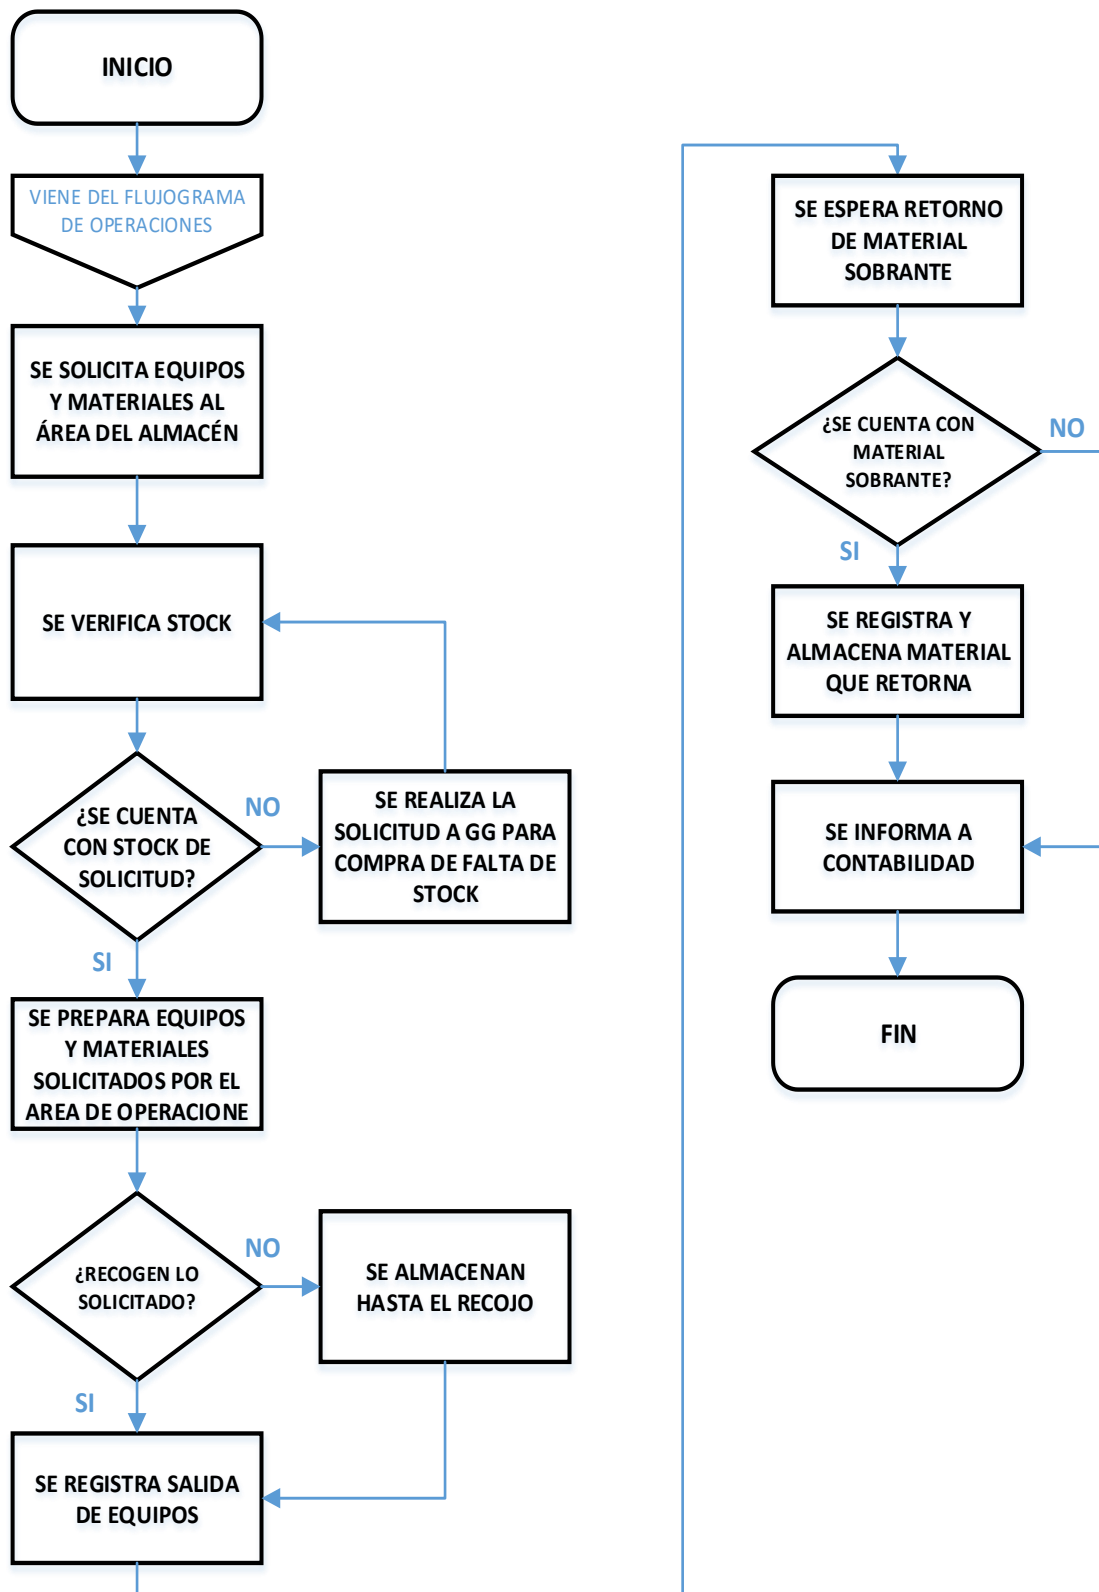 INICIO
VIENE DEL FLUJOGRAMA
DE OPERACIONES
SE SOLICITA EQUIPOS
Y MATERIALES AL
ÁREA DEL ALMACÉN
SE VERIFICA STOCK
¿SE CUENTA
CON STOCK DE
SOLICITUD?
NO
SE REALIZA LA
SOLICITUD A GG PARA
COMPRA DE FALTA DE
STOCK
SI
SE PREPARA EQUIPOS
Y MATERIALES
SOLICITADOS POR EL
AREA DE OPERACIONE
¿RECOGEN LO
SOLICITADO?
NO
SE ALMACENAN
HASTA EL RECOJO
SI
SE REGISTRA SALIDA
DE EQUIPOS
SE ESPERA RETORNO
DE MATERIAL
SOBRANTE
¿SE CUENTA CON
MATERIAL
SOBRANTE?
NO
SI
SE REGISTRA Y
ALMACENA MATERIAL
QUE RETORNA
SE INFORMA A
CONTABILIDAD
FIN